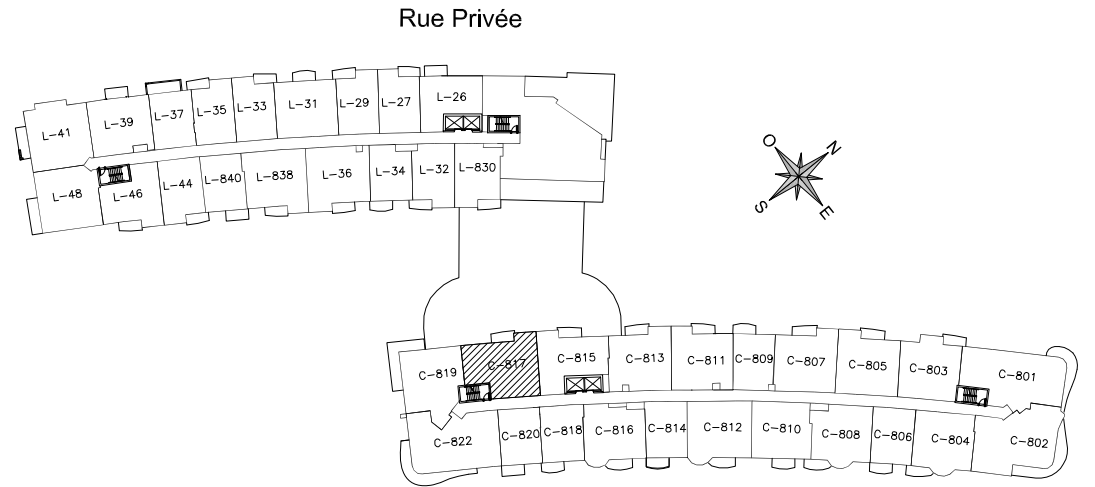 Rue Privée
L-41
L-39
L-37
L-35
L-33
L-31
L-29
L-27
L-26
L-48
L-46
L-44
L-840
L-838
L-36
L-34
L-32
L-830
O
N
S
E
C-819
C-817
C-815
C-813
C-811
C-809
C-807
C-805
C-803
C-801
C-822
C-820
C-818
C-816
C-814
C-812
C-810
C-808
C-806
C-804
C-802